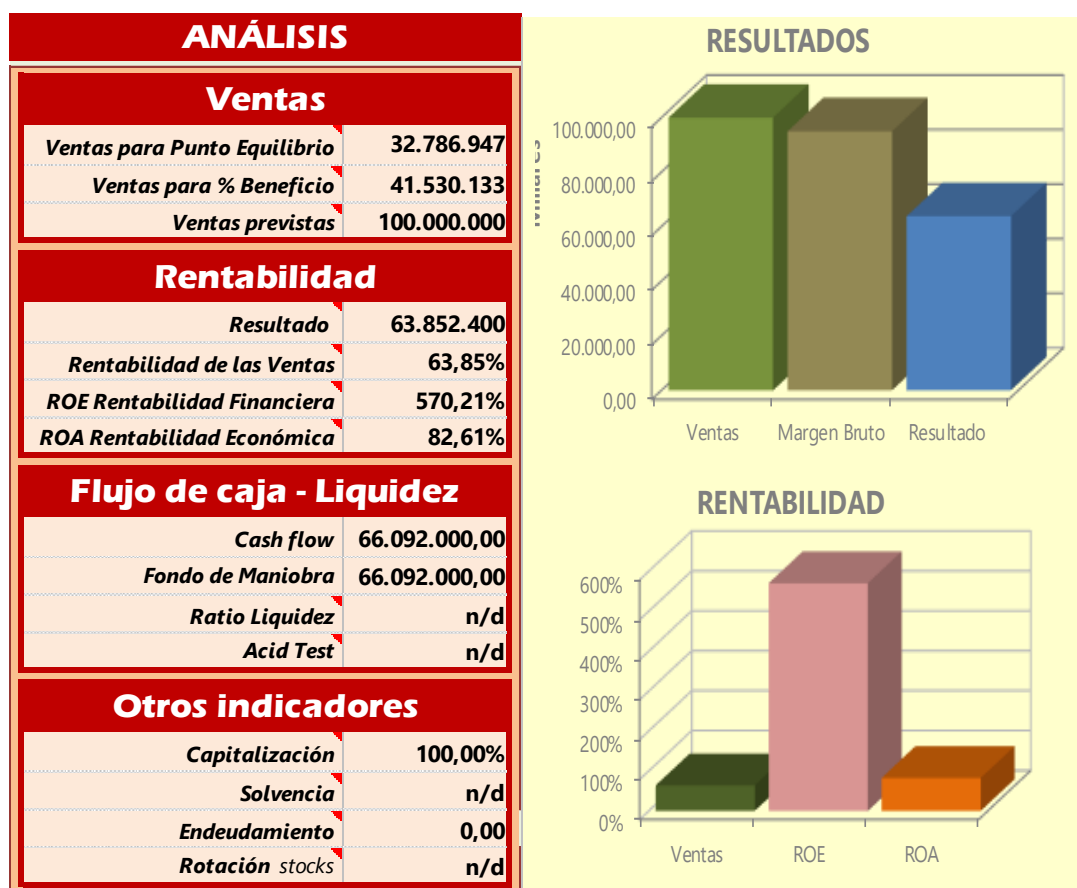 ANÁLISIS
Ventas
Ventas para Punto Equilibrio 32.786.947
Ventas para % Beneficio 41.530.133
Ventas previstas 100.000.000
Rentabilidad
Resultado 63.852.400
Rentabilidad de las Ventas 63,85%
ROE Rentabilidad Financiera 570,21%
ROA Rentabilidad Económica 82,61%
Flujo de caja - Liquidez
Cash flow 66.092.000,00
Fondo de Maniobra 66.092.000,00
Ratio Liquidez n/d
Acid Test n/d
Otros indicadores
Capitalización 100,00%
Solvencia n/d
Endeudamiento 0,00
Rotación stocks n/d
RESULTADOS
Millares
100.000,00
80.000,00
60.000,00
40.000,00
20.000,00
0,00
Ventas Margen Bruto Resultado
RENTABILIDAD
600%
500%
400%
300%
200%
100%
0%
Ventas ROE ROA